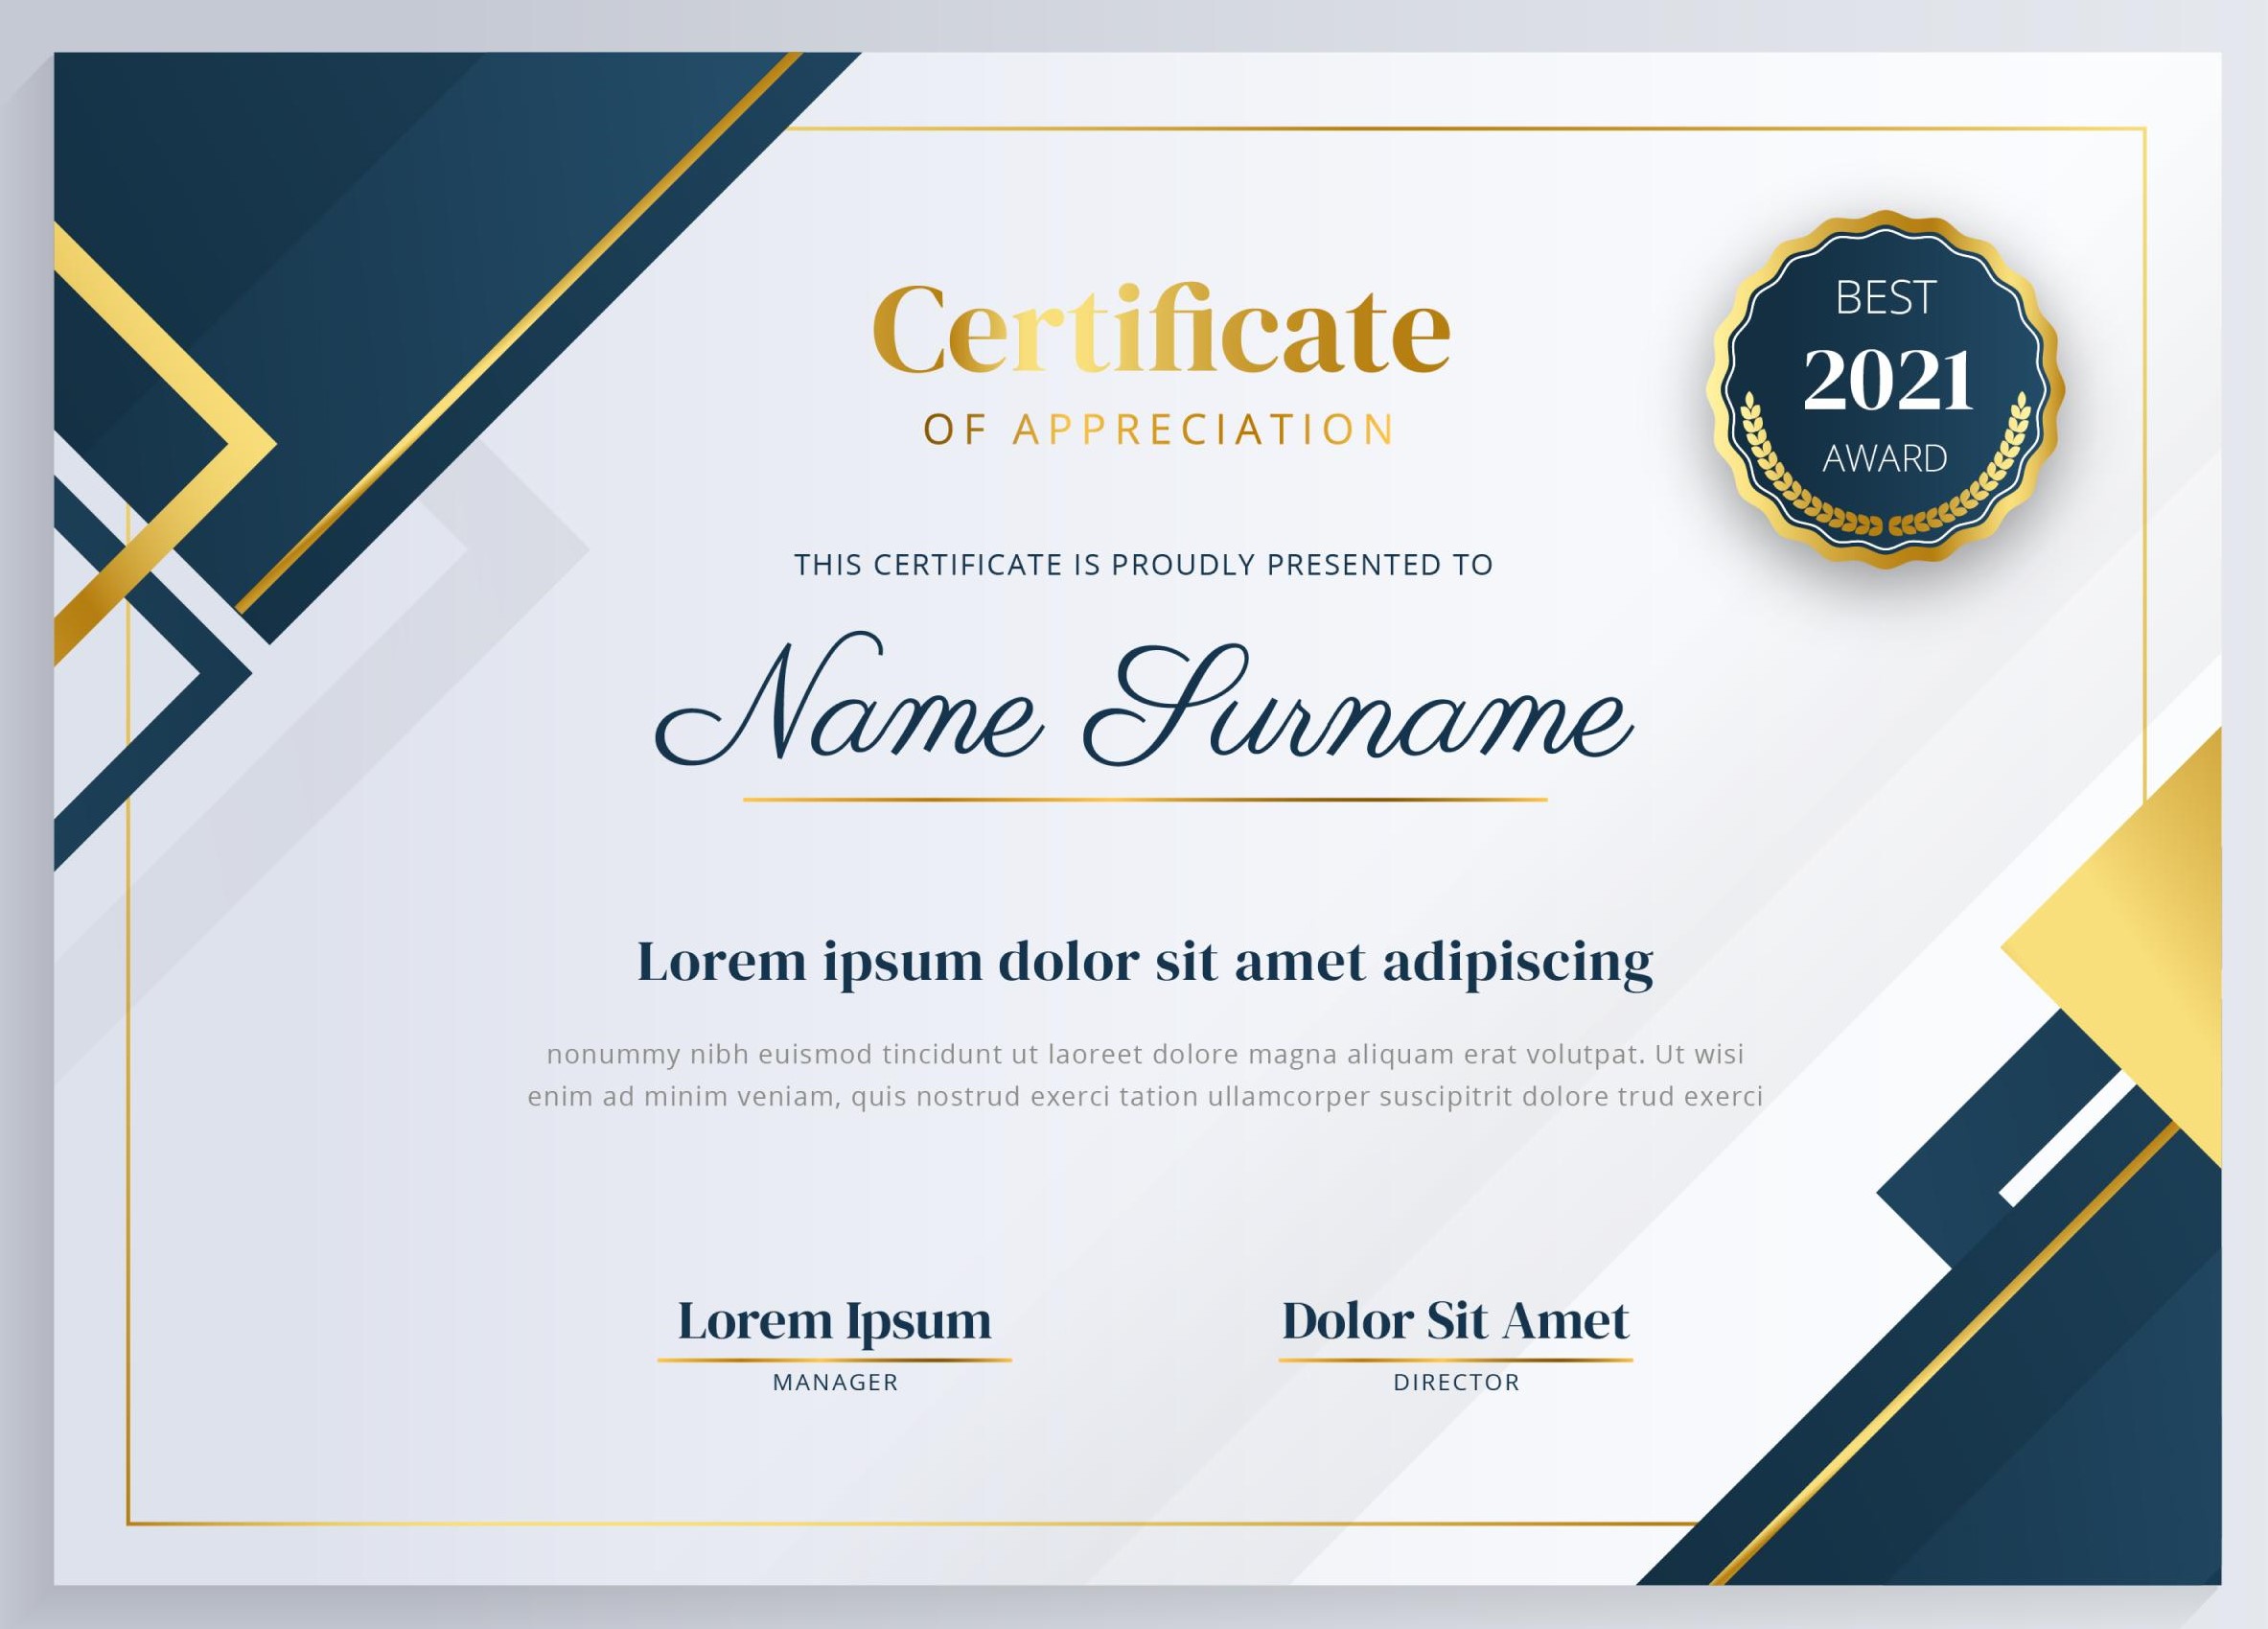 Certificate
OF APPRECIATION
BEST
2021
AWARD
THIS CERTIFICATE IS PROUDLY PRESENTED TO
Name Surname
Lorem ipsum dolor sit amet adipiscing
nonummy nibh euismod tincidunt ut laoreet dolore magna aliquam erat volutpat. Ut wisi
enim ad minim veniam, quis nostrud exerci tation ullamcorper suscipitrit dolore trud exerci
Lorem Ipsum
MANAGER
Dolor Sit Amet
DIRECTOR